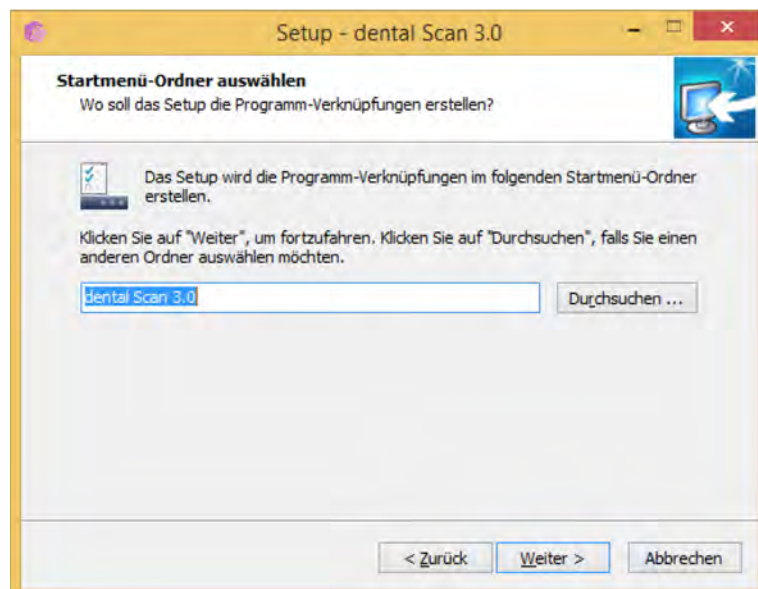 Setup - dental Scan 3.0
Startmenü-Ordner auswählen
Wo soll das Setup die Programm-Verknüpfungen erstellen?
Das Setup wird die Programm-Verknüpfungen im folgenden Startmenü-Ordner
erstellen.
Klicken Sie auf "Weiter", um fortzufahren. Klicken Sie auf "Durchsuchen", falls Sie einen
anderen Ordner auswählen möchten.
dental Scan 3.0
Durchsuchen ...
< Zurück
Weiter >
Abbrechen